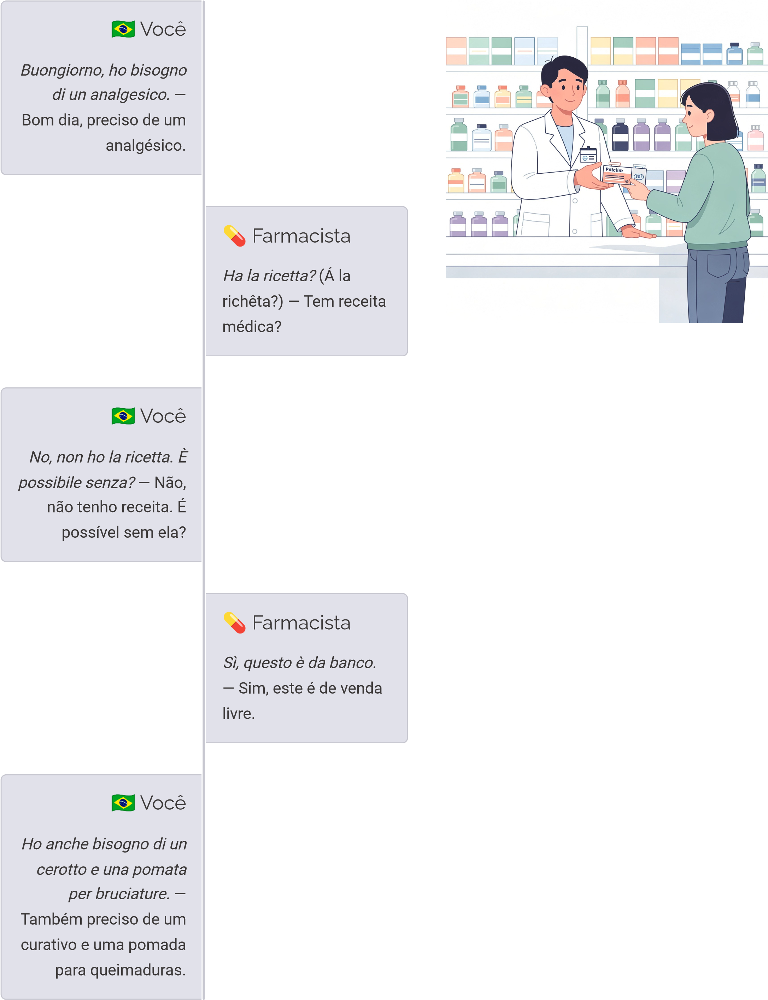 Você
Buongiorno, ho bisogno
di un analgesico. —
Bom dia, preciso de um
analgésico.
Farmacista
Ha la ricetta? (Á la
richêta?) — Tem receita
médica?
Você
No, non ho la ricetta. È
possibile senza? — Não,
não tenho receita. É
possível sem ela?
Farmacista
Sì, questo è da banco.
— Sim, este é de venda
livre.
Você
Ho anche bisogno di un
cerotto e una pomata
per bruciature. —
Também preciso de um
curativo e uma pomada
para queimaduras.